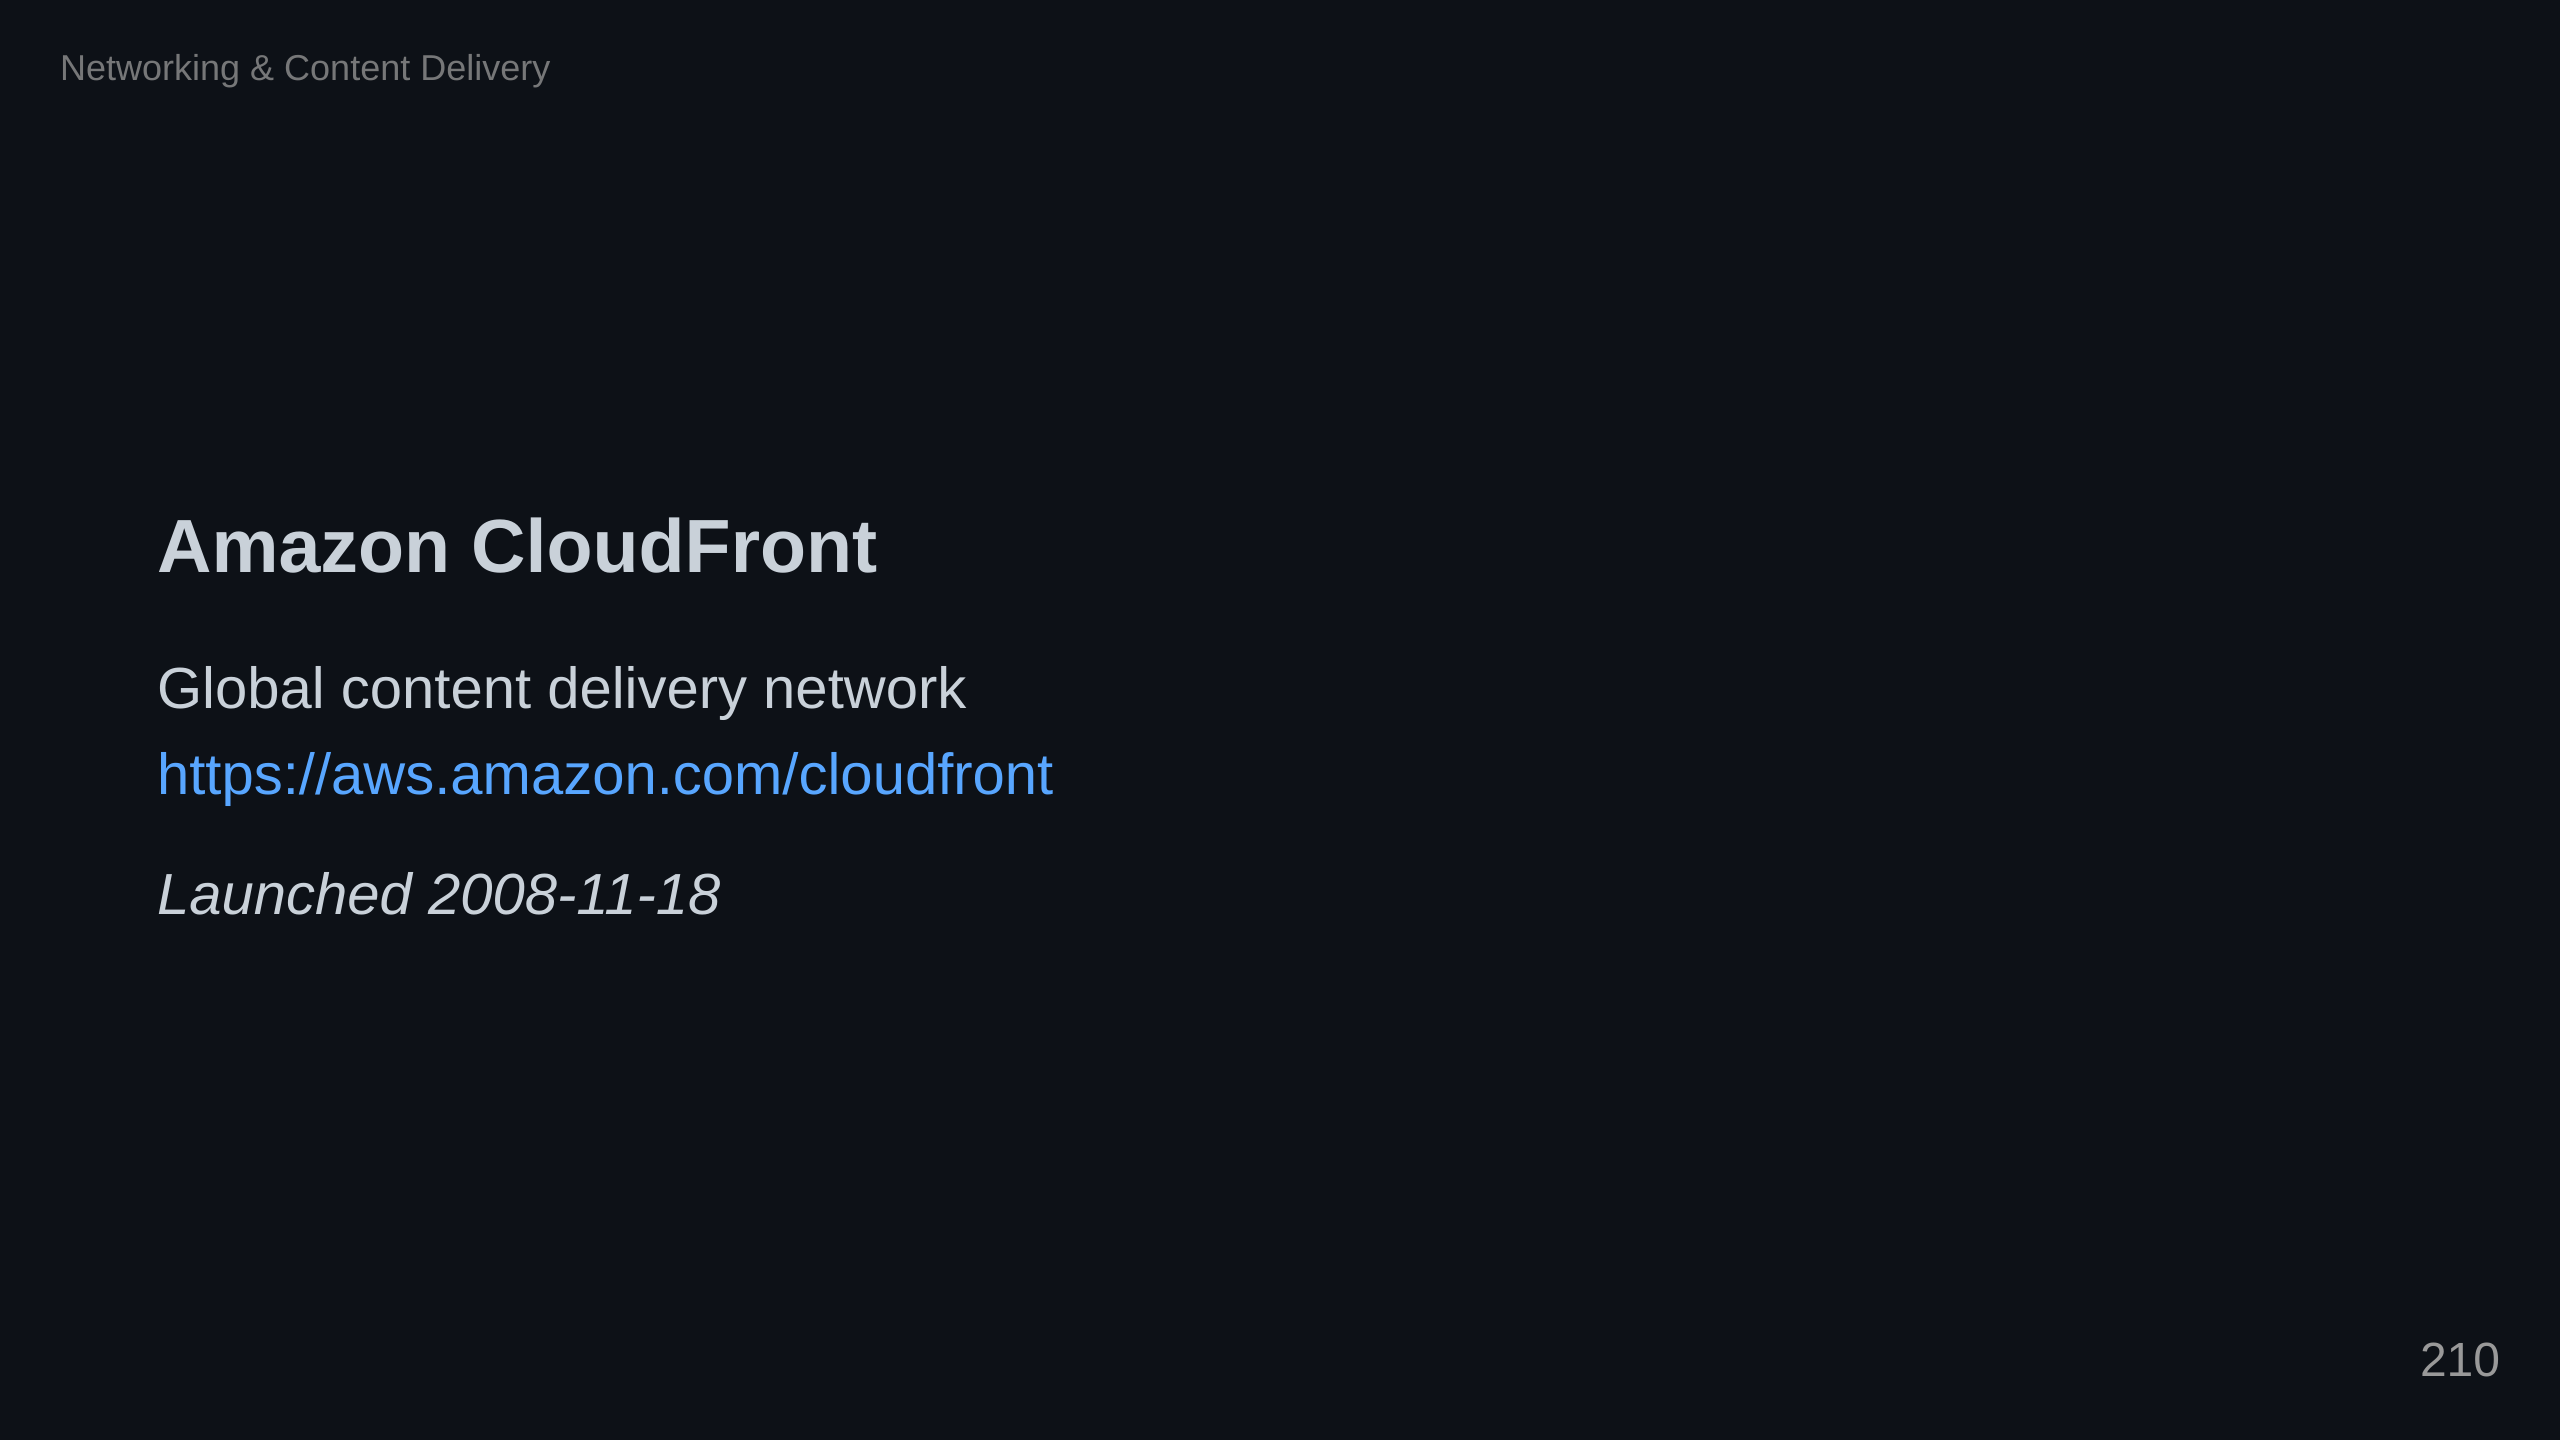 Networking & Content Delivery
Amazon CloudFront
Global content delivery network
https://aws.amazon.com/cloudfront
Launched 2008-11-18
210